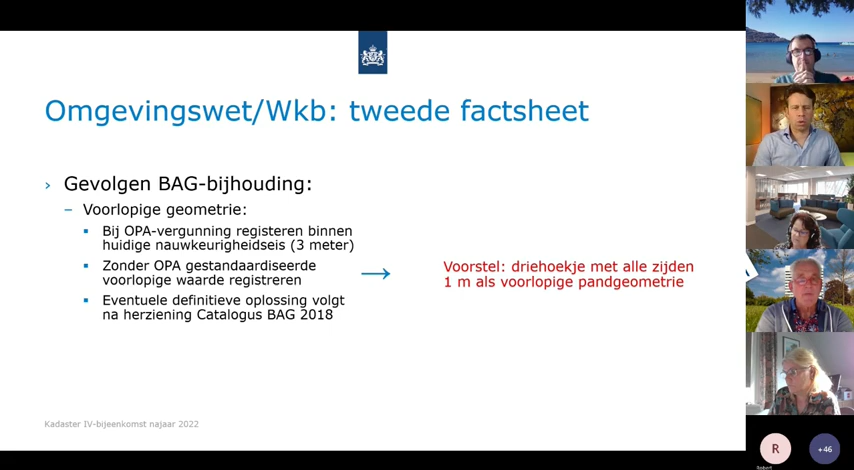 Omgevingswet/Wkb: tweede factsheet
› Gevolgen BAG-bijhouding:
– Voorlopige geometrie:
▪ Bij OPA-vergunning registeren binnen
huidige nauwkeurigheidseis (3 meter)
▪ Zonder OPA gestandaardiseerde
voorlopige waarde registreren
→
Voorstel: driehoekje met alle zijden
1 m als voorlopige pandgeometrie
▪ Eventuele definitieve oplossing volgt
na herziening Catalogus BAG 2018
Kadaster IV-bijeenkomst najaar 2022
R
+46
Robert